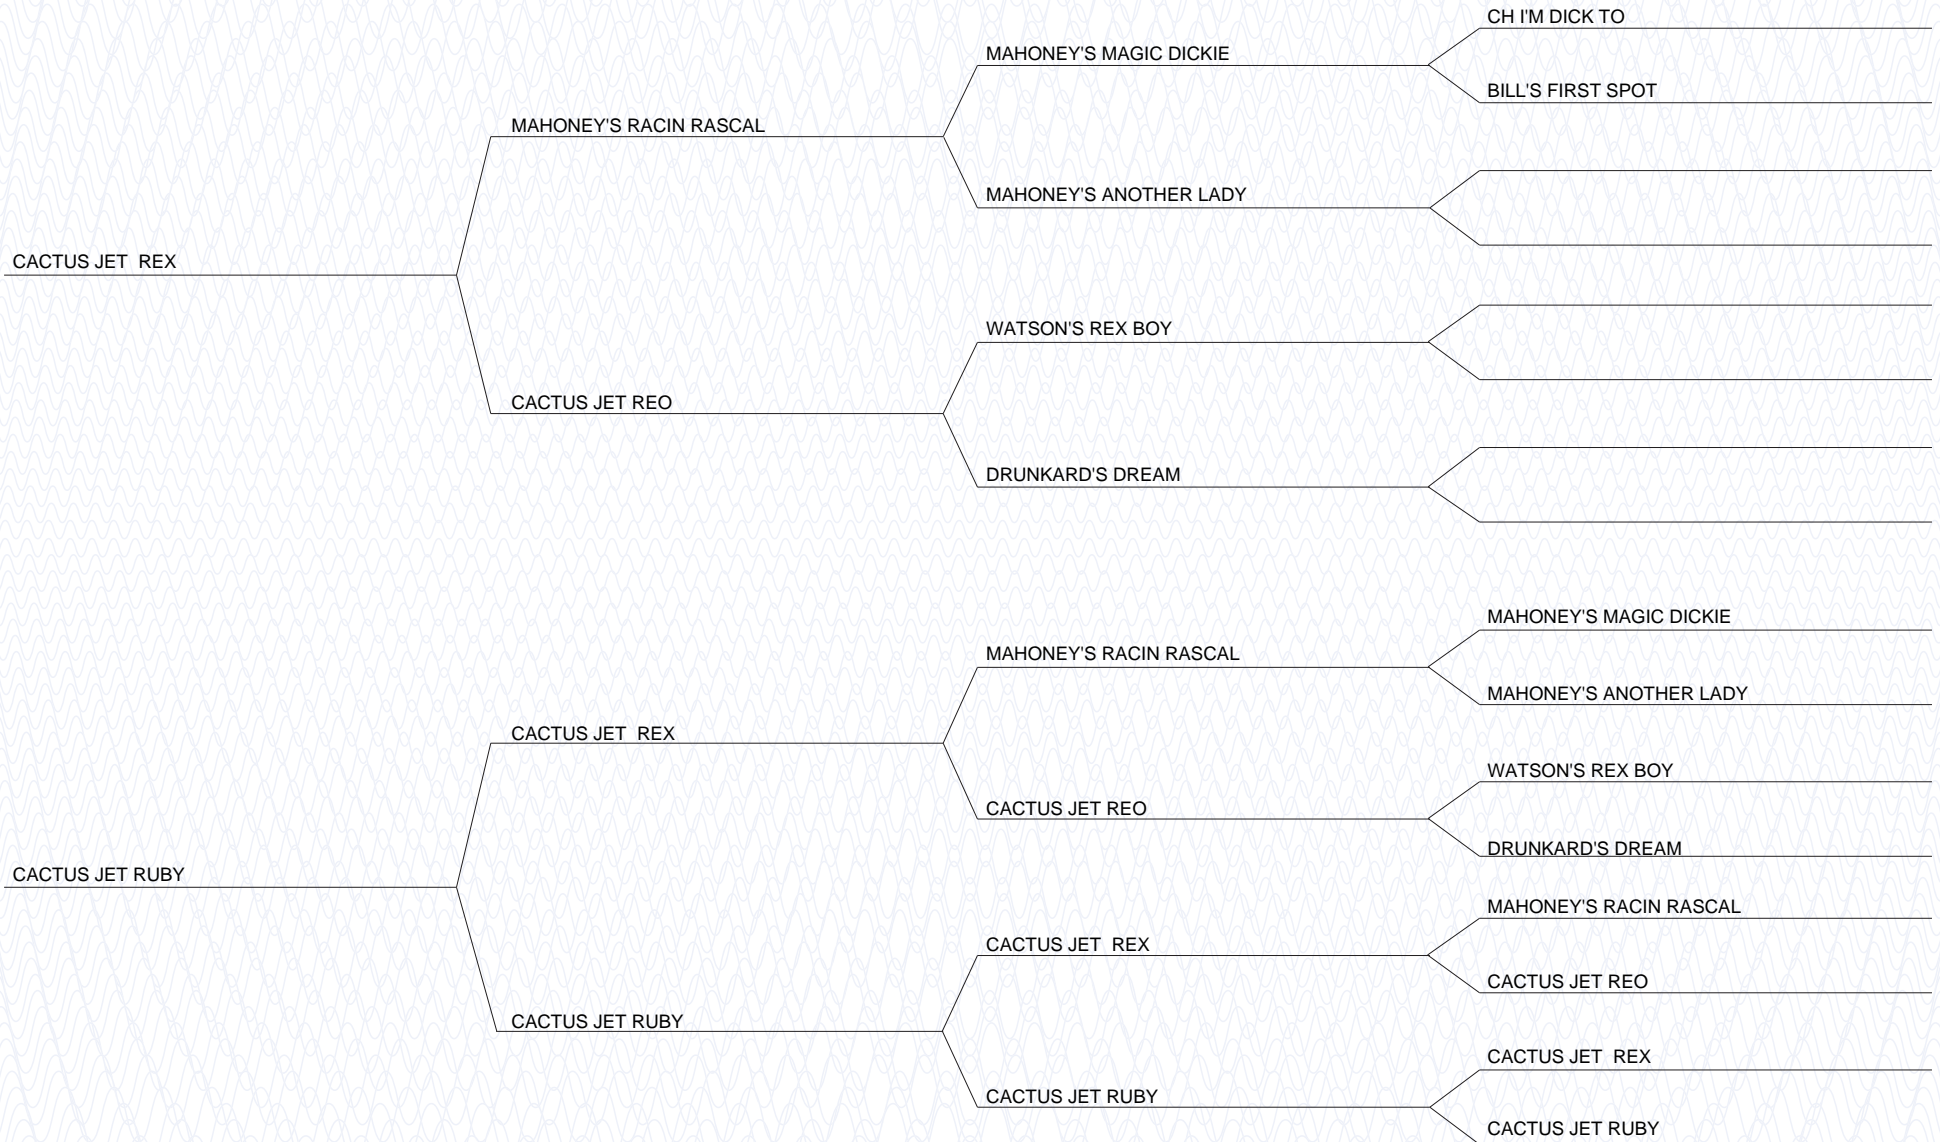 CH I'M DICK TO
MAHONEY'S MAGIC DICKIE
BILL'S FIRST SPOT
MAHONEY'S RACIN RASCAL
MAHONEY'S ANOTHER LADY
CACTUS JET  REX
WATSON'S REX BOY
CACTUS JET REO
DRUNKARD'S DREAM
MAHONEY'S MAGIC DICKIE
MAHONEY'S RACIN RASCAL
MAHONEY'S ANOTHER LADY
CACTUS JET  REX
WATSON'S REX BOY
CACTUS JET REO
DRUNKARD'S DREAM
CACTUS JET RUBY
MAHONEY'S RACIN RASCAL
CACTUS JET  REX
CACTUS JET REO
CACTUS JET RUBY
CACTUS JET  REX
CACTUS JET RUBY
CACTUS JET RUBY